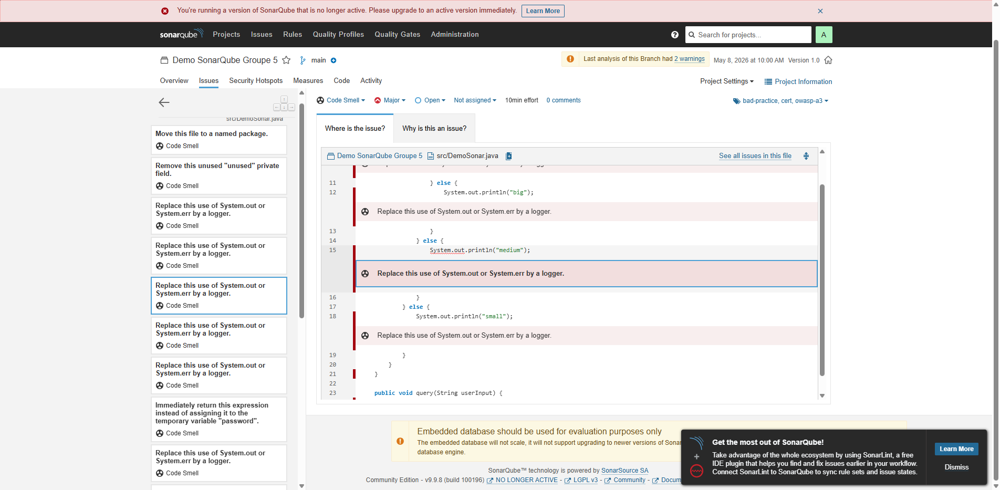 You're running a version of SonarQube that is no longer active. Please upgrade to an active version immediately. Learn More
sonarqube Projects Issues Rules Quality Profiles Quality Gates Administration Search for projects... A
Demo SonarQube Groupe 5 main Last analysis of this Branch had 2 warnings May 8, 2026 at 10:00 AM Version 1.0
Overview Issues Security Hotspots Measures Code Activity Project Settings Project Information
src/DemoSonar.java
Move this file to a named package.
Code Smell
Remove this unused "unused" private
field.
Code Smell
Replace this use of System.out or
System.err by a logger.
Code Smell
Replace this use of System.out or
System.err by a logger.
Code Smell
Replace this use of System.out or
System.err by a logger.
Code Smell
Replace this use of System.out or
System.err by a logger.
Code Smell
Replace this use of System.out or
System.err by a logger.
Code Smell
Immediately return this expression
instead of assigning it to the
temporary variable "password".
Code Smell
Replace this use of System.out or
System.err by a logger.
Code Smell
Code Smell Major Open Not assigned 10min effort 0 comments bad-practice, cert, owasp-a3
Where is the issue? Why is this an issue?
Demo SonarQube Groupe 5 src/DemoSonar.java See all issues in this file
11 } else {
12 System.out.println("big");
Replace this use of System.out or System.err by a logger.
13 }
14 } else {
15 System.out.println("medium");
Replace this use of System.out or System.err by a logger.
16 }
17 } else {
18 System.out.println("small");
Replace this use of System.out or System.err by a logger.
19 }
20 }
21 }
22
23 public void query(String userInput) {
Embedded database should be used for evaluation purposes only
The embedded database will not scale, it will not support upgrading to newer versions of Sonar
database engine.
SonarQube™ technology is powered by SonarSource SA
Community Edition - v9.9.8 (build 100196) NO LONGER ACTIVE - LGPL v3 - Community - Docum
Get the most out of SonarQube!
Take advantage of the whole ecosystem by using SonarLint, a free
IDE plugin that helps you find and fix issues earlier in your workflow.
Connect SonarLint to SonarQube to sync rule sets and issue states.
Learn More
Dismiss